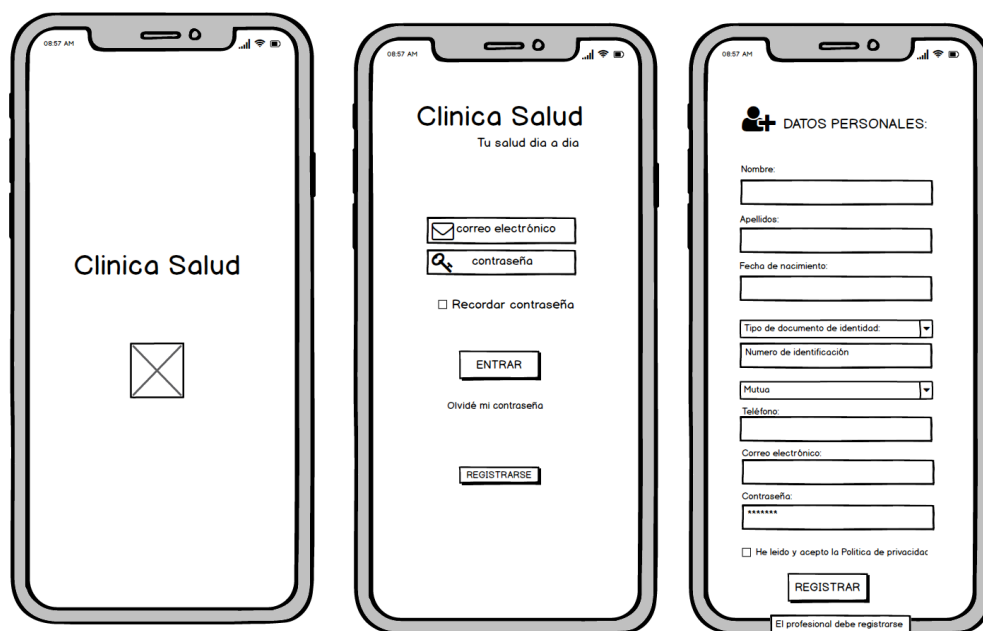 08:57 AM
Clinica Salud
08:57 AM
Clinica Salud
Tu salud dia a dia
correo electrónico
contraseña
Recordar contraseña
ENTRAR
Olvidé mi contraseña
REGISTRARSE
08:57 AM
DATOS PERSONALES:
Nombre:
Apellidos:
Fecha de nacimiento:
Tipo de documento de identidad:
Numero de identificación
Mutua
Teléfono:
Correo electrónico:
Contraseña:
*******
He leido y acepto la Politica de privacidad
REGISTRAR
El profesional debe registrarse